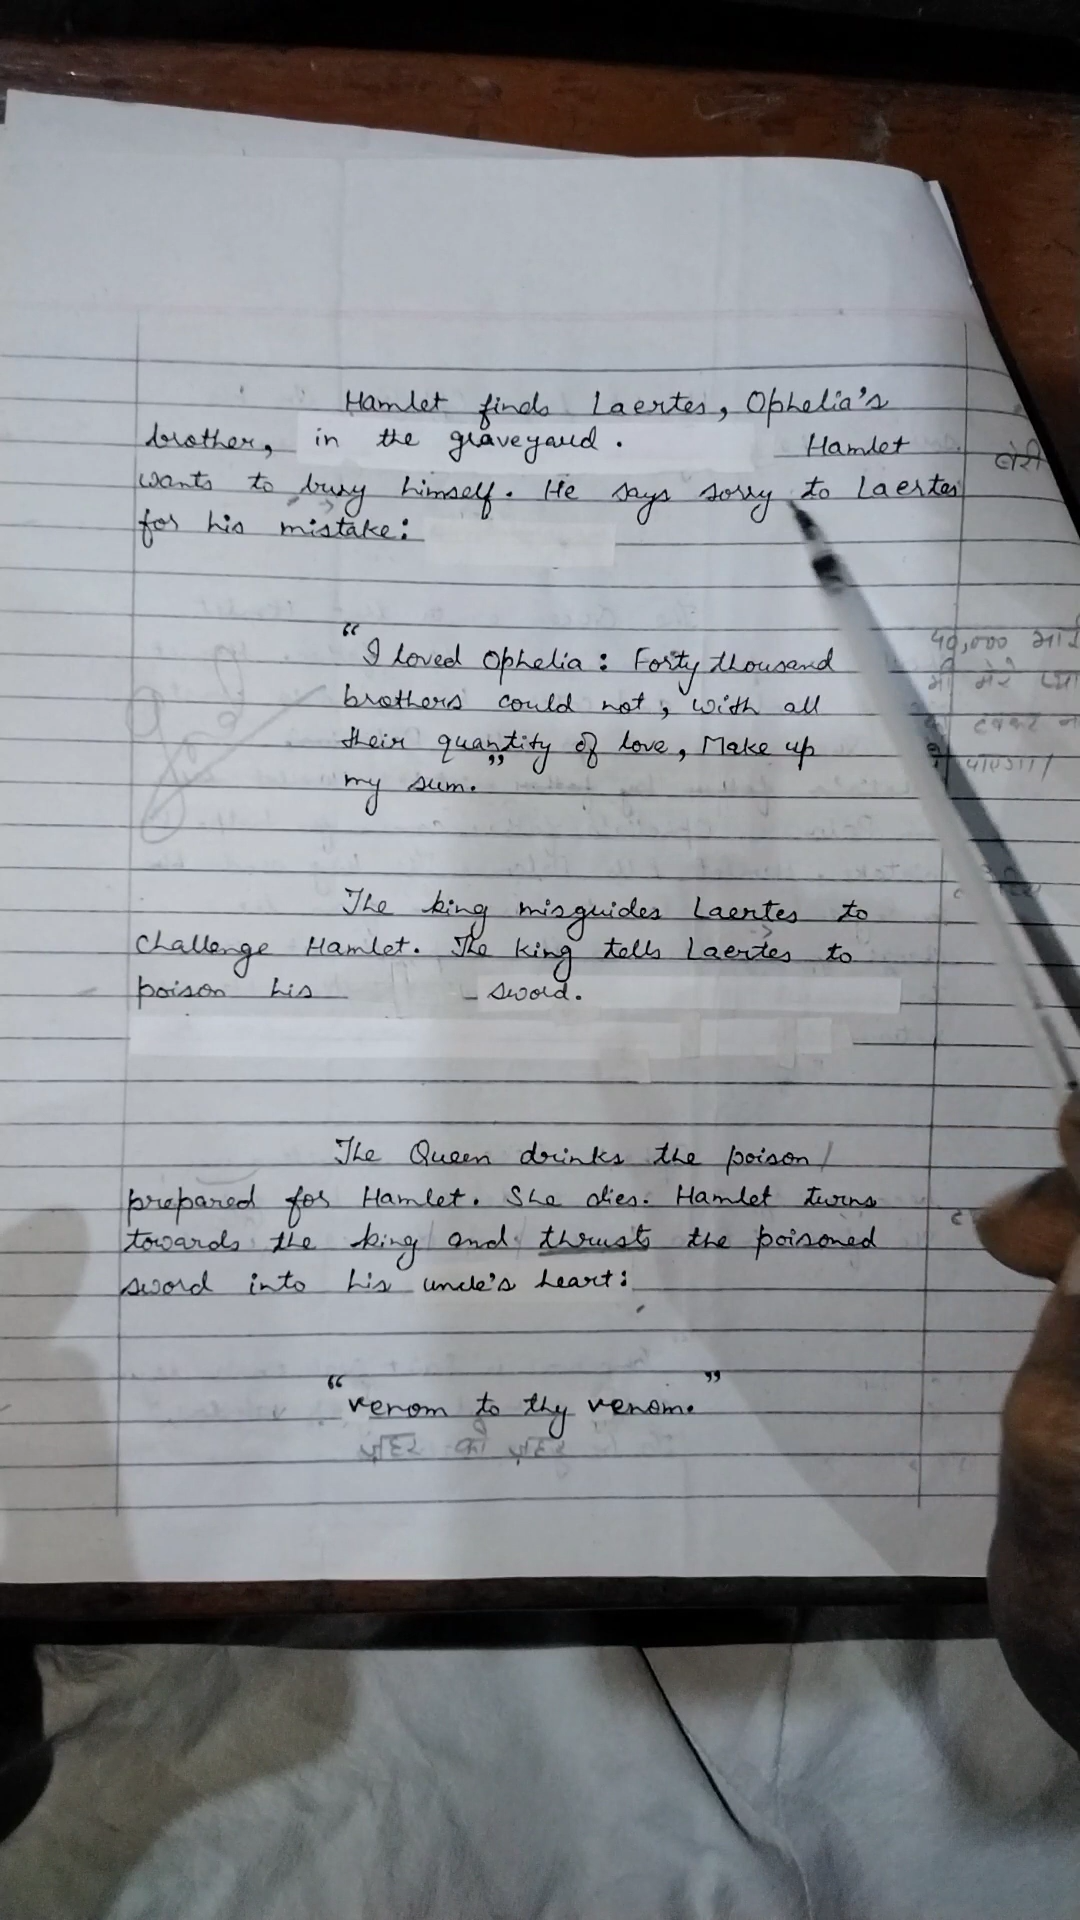 Hamlet finds Laertes, Ophelia's
brother, in the graveyard. Hamlet
wants to bury himself. He says sorry to Laertes
for his mistake:
"I loved Ophelia: Forty thousand
brothers could not, with all
their quantity of love, Make up
my sum."
40,000 भाई
भी मेरे प्या
The king misguides Laertes to
challenge Hamlet. The king tells Laertes to
poison his sword.
The Queen drinks the poison
prepared for Hamlet. She dies. Hamlet turns
towards the king and thrusts the poisoned
sword into his uncle's heart:
"venom to thy venom."
ज़हर को ज़हर